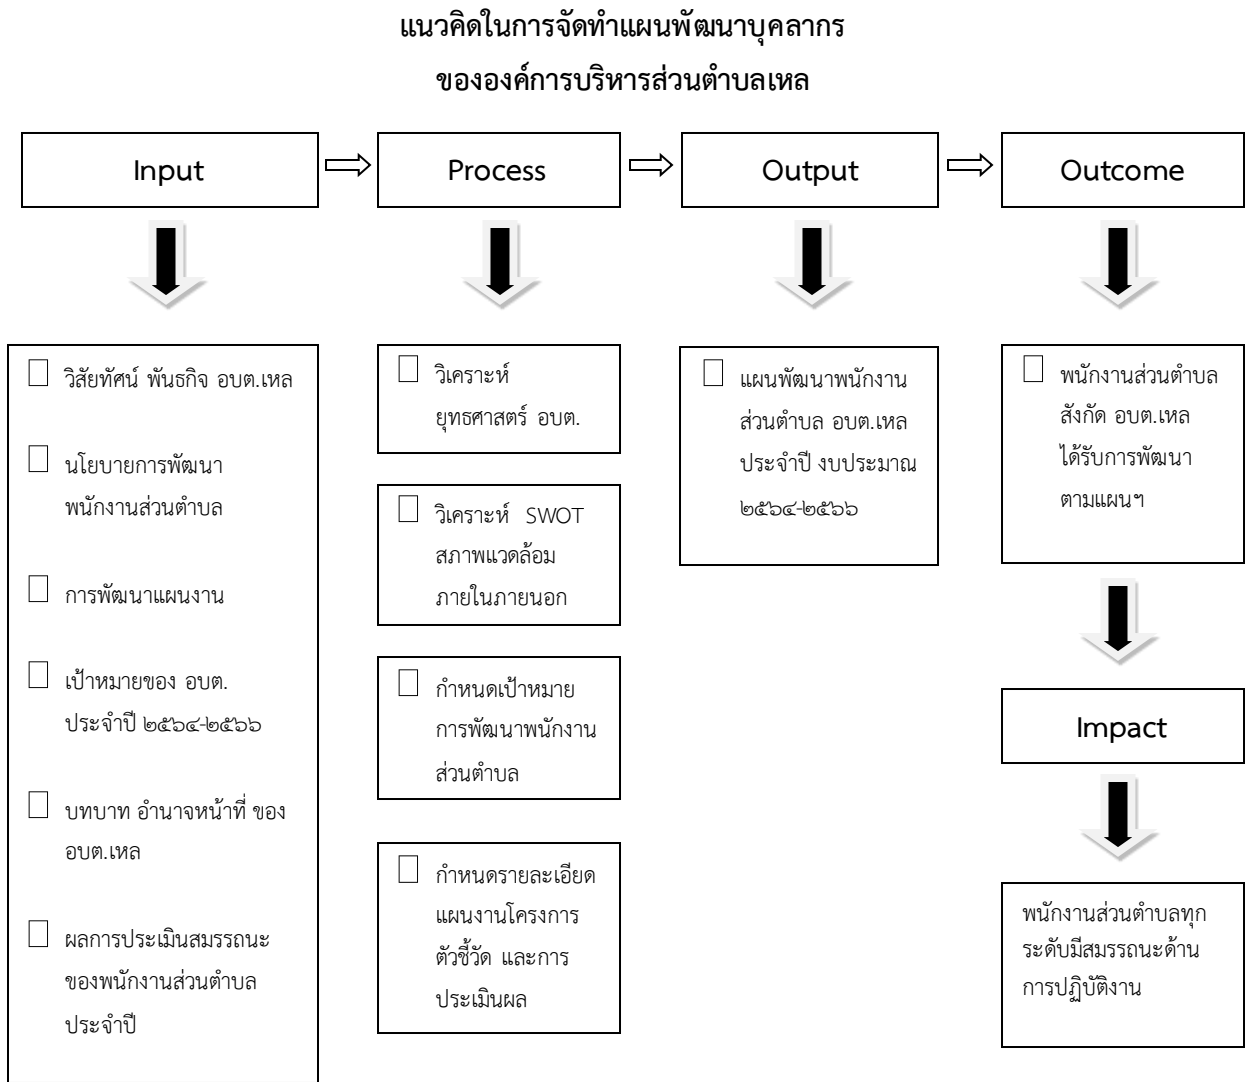 แนวคิดในการจัดทำแผนพัฒนาบุคลากร
ขององค์การบริหารส่วนตำบลเหล
Input
Process
Output
Outcome
วิสัยทัศน์ พันธกิจ อบต.เหล
นโยบายการพัฒนา
พนักงานส่วนตำบล
การพัฒนาแผนงาน
เป้าหมายของ อบต.
ประจำปี ๒๕๖๔-๒๕๖๖
บทบาท อำนาจหน้าที่ ของ
อบต.เหล
ผลการประเมินสมรรถนะ
ของพนักงานส่วนตำบล
ประจำปี
วิเคราะห์
ยุทธศาสตร์ อบต.
วิเคราะห์ SWOT
สภาพแวดล้อม
ภายในภายนอก
กำหนดเป้าหมาย
การพัฒนาพนักงาน
ส่วนตำบล
กำหนดรายละเอียด
แผนงานโครงการ
ตัวชี้วัด และการ
ประเมินผล
แผนพัฒนาพนักงาน
ส่วนตำบล อบต.เหล
ประจำปี งบประมาณ
๒๕๖๔-๒๕๖๖
พนักงานส่วนตำบล
สังกัด อบต.เหล
ได้รับการพัฒนา
ตามแผนฯ
Impact
พนักงานส่วนตำบลทุก
ระดับมีสมรรถนะด้าน
การปฏิบัติงาน